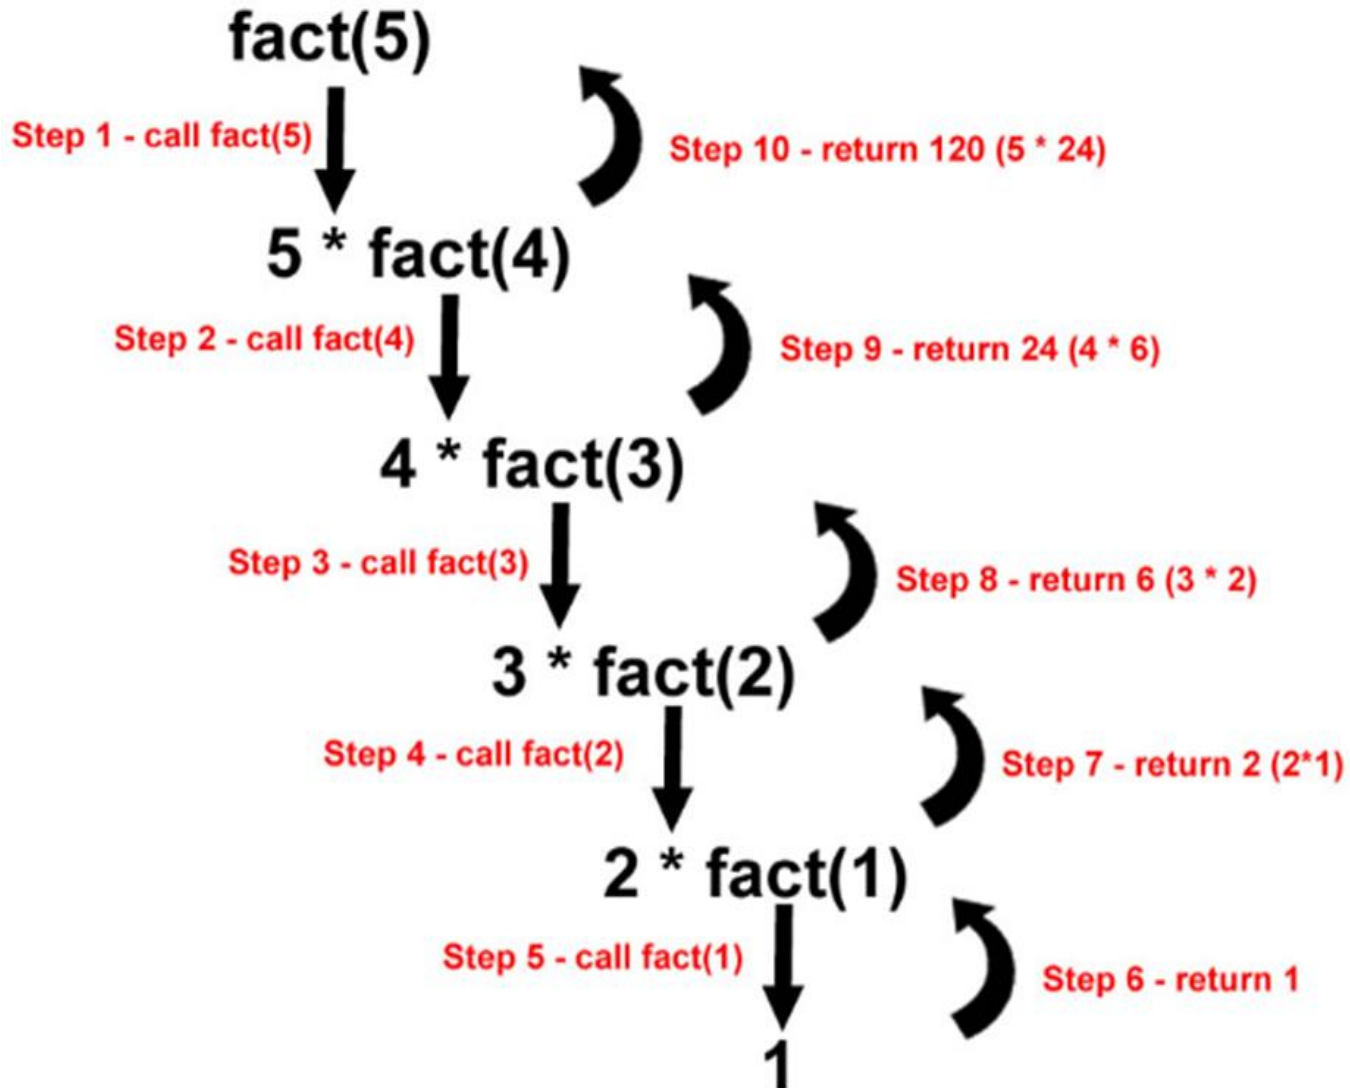 fact(5)
Step 1 - call fact(5)
Step 10 - return 120 (5 * 24)
5 * fact(4)
Step 2 - call fact(4)
Step 9 - return 24 (4 * 6)
4 * fact(3)
Step 3 - call fact(3)
Step 8 - return 6 (3 * 2)
3 * fact(2)
Step 4 - call fact(2)
Step 7 - return 2 (2*1)
2 * fact(1)
Step 5 - call fact(1)
Step 6 - return 1
1